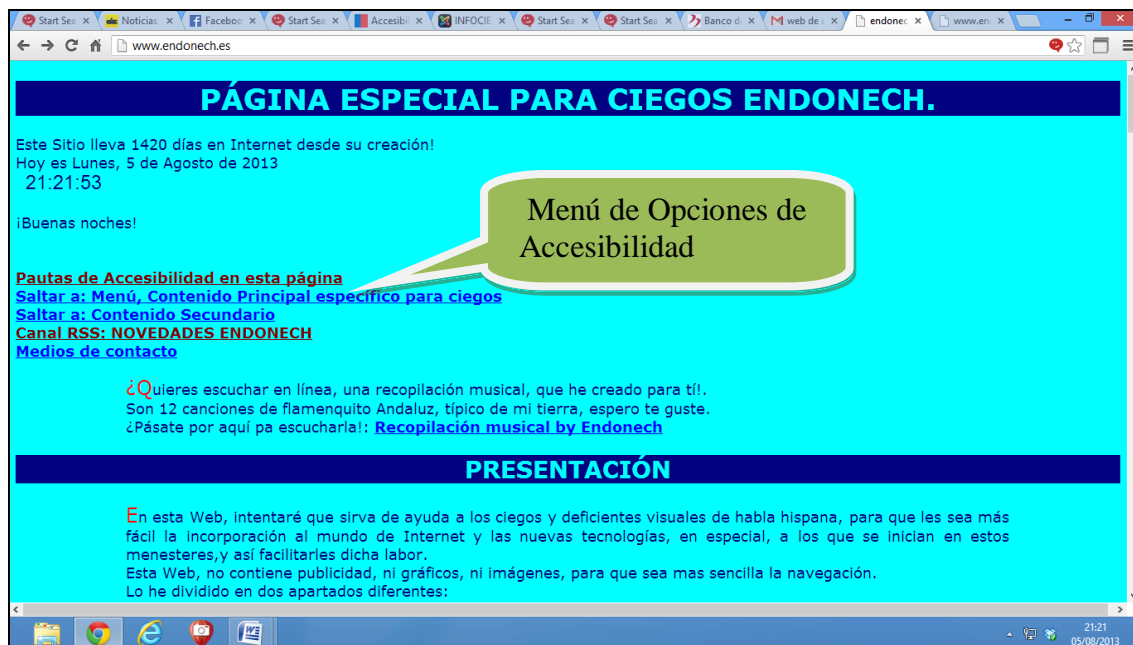 Start Sea
Noticias
Faceboo
Start Sea
Accesibil
INFOCIE
Start Sea
Start Sea
Banco d
web de
endonec
www.en
www.endonech.es
PÁGINA ESPECIAL PARA CIEGOS ENDONECH.
Este Sitio lleva 1420 días en Internet desde su creación!
Hoy es Lunes, 5 de Agosto de 2013
21:21:53
¡Buenas noches!
Menú de Opciones de
Accesibilidad
Pautas de Accesibilidad en esta página
Saltar a: Menú, Contenido Principal específico para ciegos
Saltar a: Contenido Secundario
Canal RSS: NOVEDADES ENDONECH
Medios de contacto
¿Quieres escuchar en línea, una recopilación musical, que he creado para tí!.
Son 12 canciones de flamenquito Andaluz, típico de mi tierra, espero te guste.
¿Pásate por aquí pa escucharla!: Recopilación musical by Endonech
PRESENTACIÓN
En esta Web, intentaré que sirva de ayuda a los ciegos y deficientes visuales de habla hispana, para que les sea más
fácil la incorporación al mundo de Internet y las nuevas tecnologías, en especial, a los que se inician en estos
menesteres,y así facilitarles dicha labor.
Esta Web, no contiene publicidad, ni gráficos, ni imágenes, para que sea mas sencilla la navegación.
Lo he dividido en dos apartados diferentes:
21:21
05/08/2013